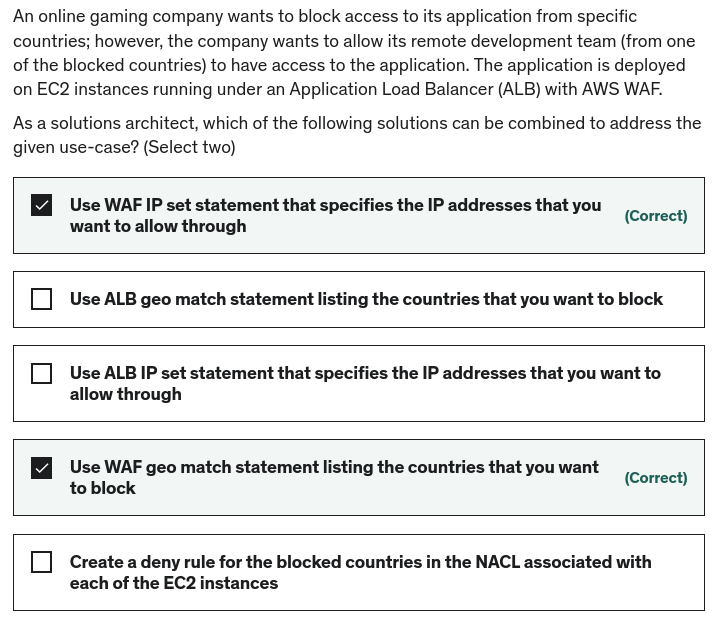 An online gaming company wants to block access to its application from specific
countries; however, the company wants to allow its remote development team (from one
of the blocked countries) to have access to the application. The application is deployed
on EC2 instances running under an Application Load Balancer (ALB) with AWS WAF.
As a solutions architect, which of the following solutions can be combined to address the
given use-case? (Select two)
Use WAF IP set statement that specifies the IP addresses that you
want to allow through
(Correct)
Use ALB geo match statement listing the countries that you want to block
Use ALB IP set statement that specifies the IP addresses that you want to
allow through
Use WAF geo match statement listing the countries that you want
to block
(Correct)
Create a deny rule for the blocked countries in the NACL associated with
each of the EC2 instances